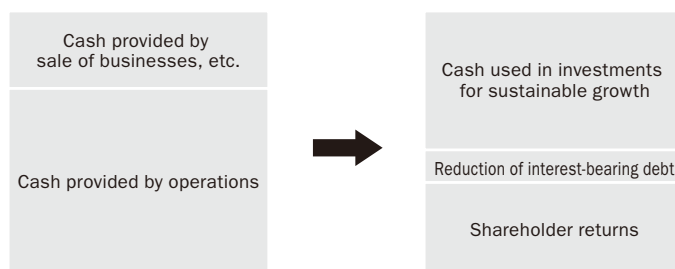 Cash provided by
sale of businesses, etc.
Cash provided by operations
Cash used in investments
for sustainable growth
Reduction of interest-bearing debt
Shareholder returns